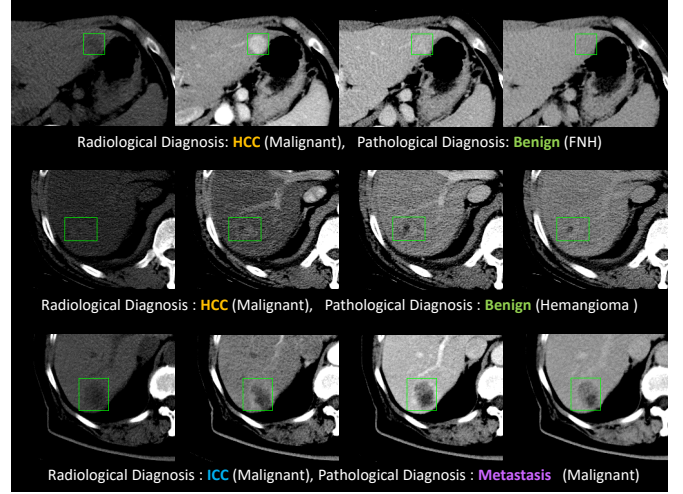 Radiological Diagnosis: HCC (Malignant), Pathological Diagnosis: Benign (FNH)
Radiological Diagnosis : HCC (Malignant), Pathological Diagnosis : Benign (Hemangioma )
Radiological Diagnosis : ICC (Malignant), Pathological Diagnosis : Metastasis (Malignant)